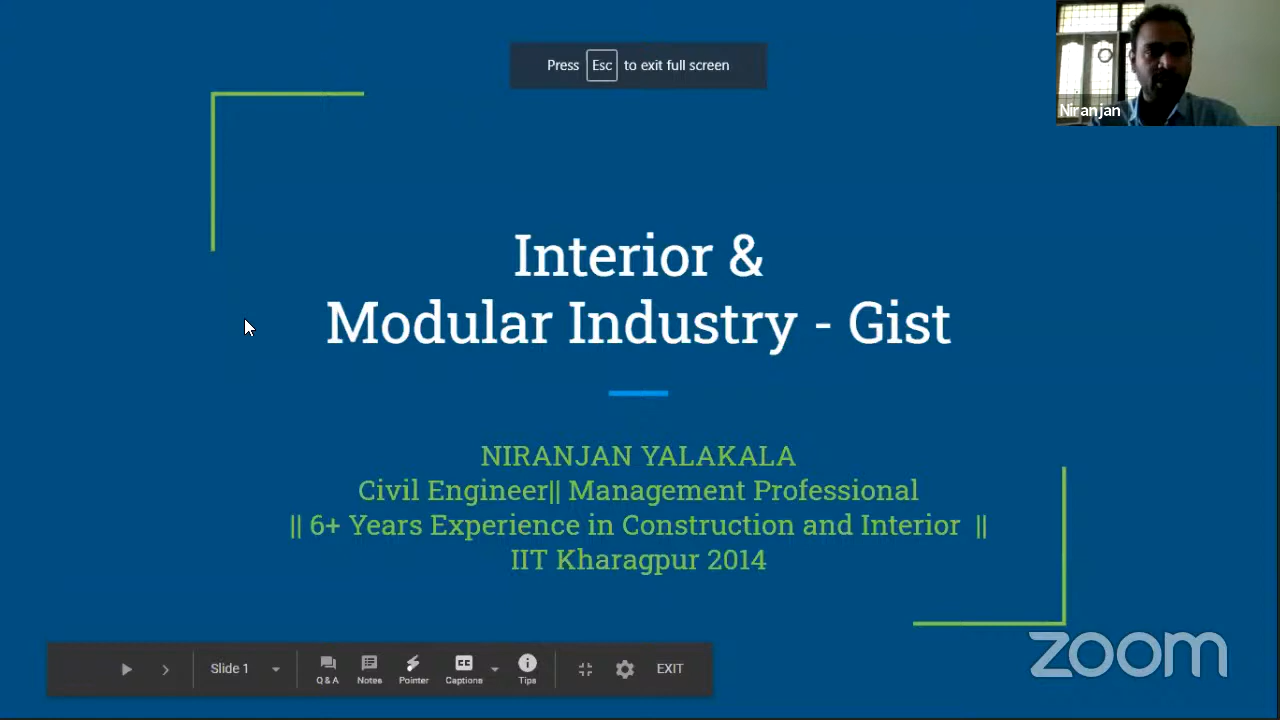 Press Esc to exit full screen
Niranjan
Interior &
Modular Industry - Gist
NIRANJAN YALAKALA
Civil Engineer|| Management Professional
|| 6+ Years Experience in Construction and Interior ||
IIT Kharagpur 2014
zoom
Slide 1
Q & A
Notes
Pointer
CC
Captions
Tips
EXIT